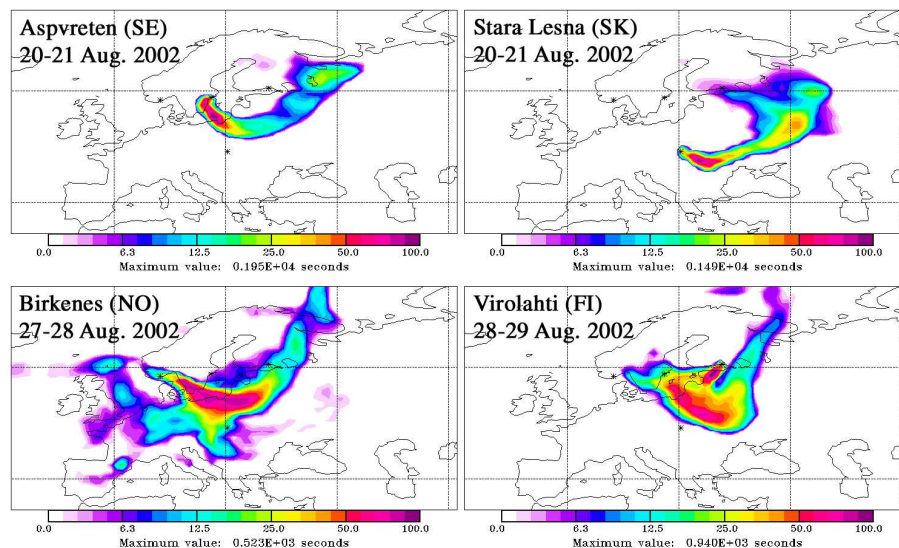 Aspvreten (SE)
20-21 Aug. 2002
0.0 6.3 12.5 25.0 50.0 100.0
Maximum value: 0.195E+04 seconds
Stara Lesna (SK)
20-21 Aug. 2002
0.0 6.3 12.5 25.0 50.0 100.0
Maximum value: 0.149E+04 seconds
Birkenes (NO)
27-28 Aug. 2002
0.0 6.3 12.5 25.0 50.0 100.0
Maximum value: 0.523E+03 seconds
Virolahti (FI)
28-29 Aug. 2002
0.0 6.3 12.5 25.0 50.0 100.0
Maximum value: 0.940E+03 seconds